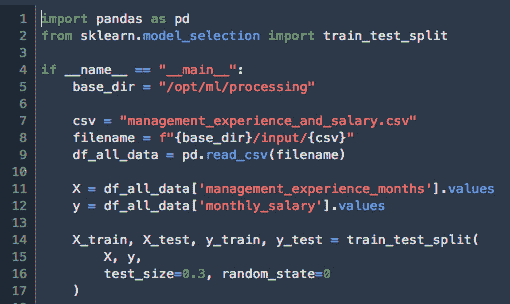 1 import pandas as pd
2 from sklearn.model_selection import train_test_split
3
4 if __name__ == "__main__":
5     base_dir = "/opt/ml/processing"
6
7     csv = "management_experience_and_salary.csv"
8     filename = f"{base_dir}/input/{csv}"
9     df_all_data = pd.read_csv(filename)
10
11     X = df_all_data['management_experience_months'].values
12     y = df_all_data['monthly_salary'].values
13
14     X_train, X_test, y_train, y_test = train_test_split(
15         X, y,
16         test_size=0.3, random_state=0
17     )